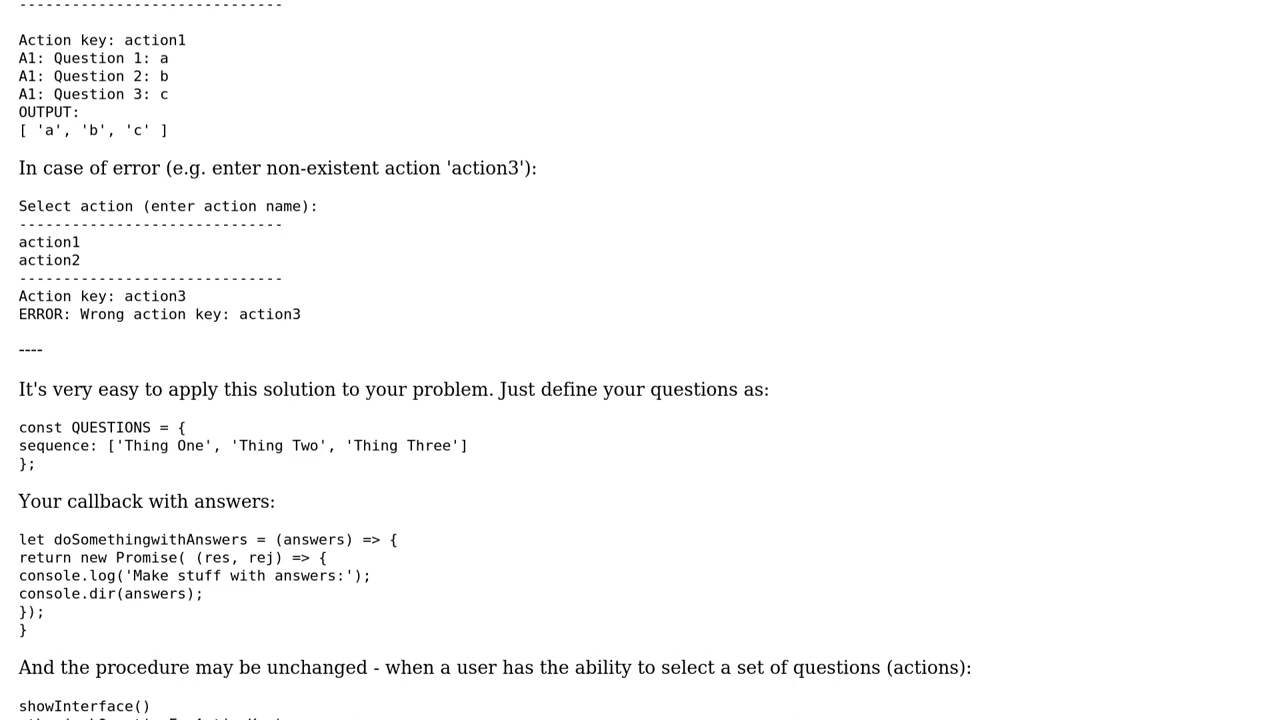 ------------------------------
Action key: action1
A1: Question 1: a
A1: Question 2: b
A1: Question 3: c
OUTPUT:
[ 'a', 'b', 'c' ]
In case of error (e.g. enter non-existent action 'action3'):
Select action (enter action name):
------------------------------
action1
action2
------------------------------
Action key: action3
ERROR: Wrong action key: action3
----
It's very easy to apply this solution to your problem. Just define your questions as:
const QUESTIONS = {
sequence: ['Thing One', 'Thing Two', 'Thing Three']
};
Your callback with answers:
let doSomethingwithAnswers = (answers) => {
return new Promise( (res, rej) => {
console.log('Make stuff with answers:');
console.dir(answers);
});
}
And the procedure may be unchanged - when a user has the ability to select a set of questions (actions):
showInterface()